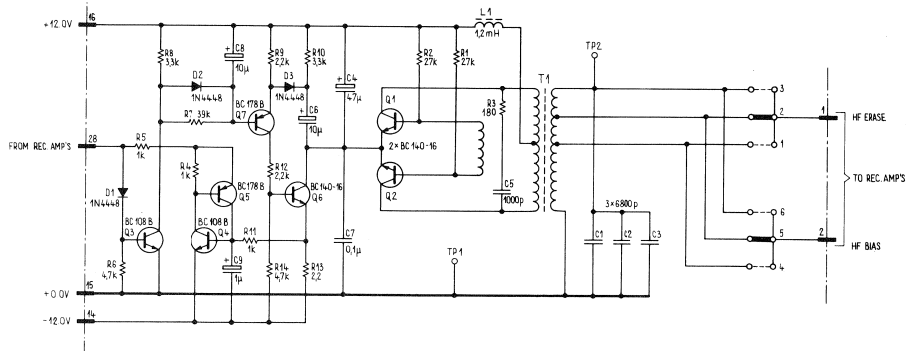 +12.0V 16
L1
1,2mH
R8
3,3k
C8
+
10µ
R9
2,2k
R10
3,3k
D2
1N4448
D3
1N4448
C4
+
47µ
R2
27k
R1
27k
TP2
T1
R7 39k
BC178B
Q7
C6
+
10µ
Q1
2×BC140-16
Q2
R3
180
C5
1000p
3
2
1
1
HF ERASE
FROM REC.AMP'S 28
R5
1k
R4
1k
R12
2,2k
BC178B
Q5
BC140-16
Q6
D1
1N4448
BC108B
Q3
BC108B
Q4
R11
1k
TO REC.AMP'S
3×6800p
C1
C2
C3
6
5
4
2
HF BIAS
R6
4,7k
C9
+
1µ
R14
4,7k
R13
2,2
C7
0,1µ
TP1
+0.0V 15
-12.0V 14